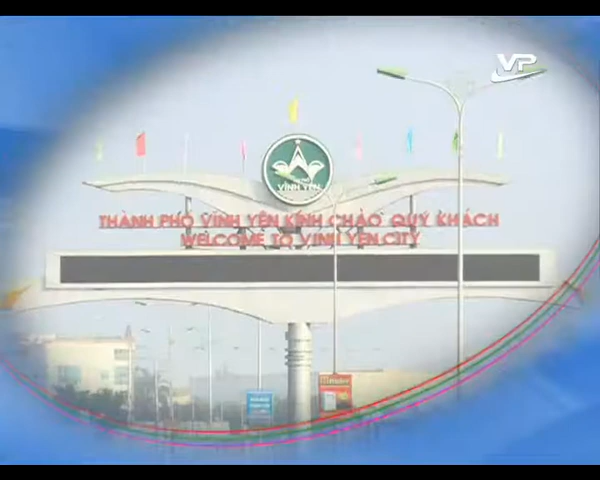 VP
VĨNH YÊN
THÀNH PHỐ VĨNH YÊN KÍNH CHÀO QUÝ KHÁCH
WELCOME TO VINH YEN CITY